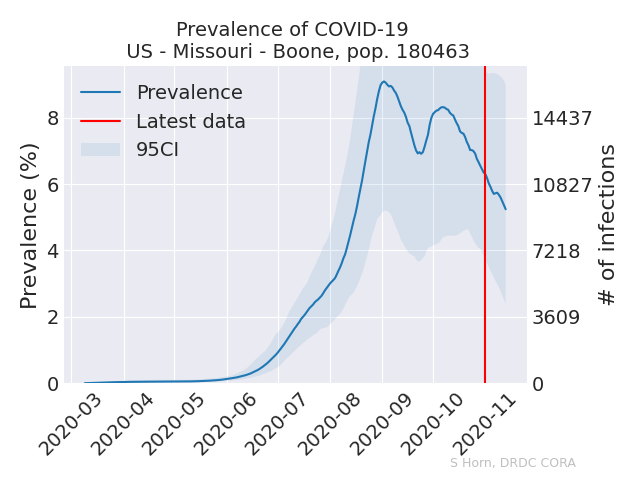 Prevalence of COVID-19
US - Missouri - Boone, pop. 180463
Prevalence
Latest data
95CI
Prevalence (%)
8
6
4
2
0
# of infections
14437
10827
7218
3609
0
2020-03
2020-04
2020-05
2020-06
2020-07
2020-08
2020-09
2020-10
2020-11
S Horn, DRDC CORA